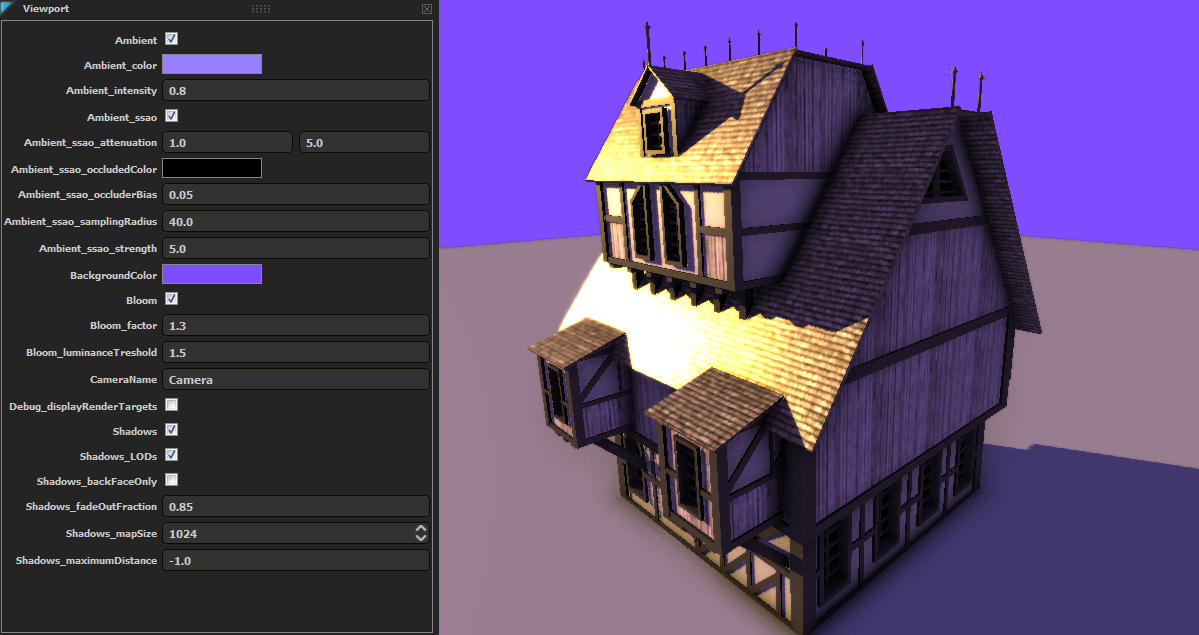 Viewport
Ambient
Ambient_color
Ambient_intensity 0.8
Ambient_ssao
Ambient_ssao_attenuation 1.0 5.0
Ambient_ssao_occludedColor
Ambient_ssao_occluderBias 0.05
Ambient_ssao_samplingRadius 40.0
Ambient_ssao_strength 5.0
BackgroundColor
Bloom
Bloom_factor 1.3
Bloom_luminanceTreshold 1.5
CameraName Camera
Debug_displayRenderTargets
Shadows
Shadows_LODs
Shadows_backFaceOnly
Shadows_fadeOutFraction 0.85
Shadows_mapSize 1024
Shadows_maximumDistance -1.0